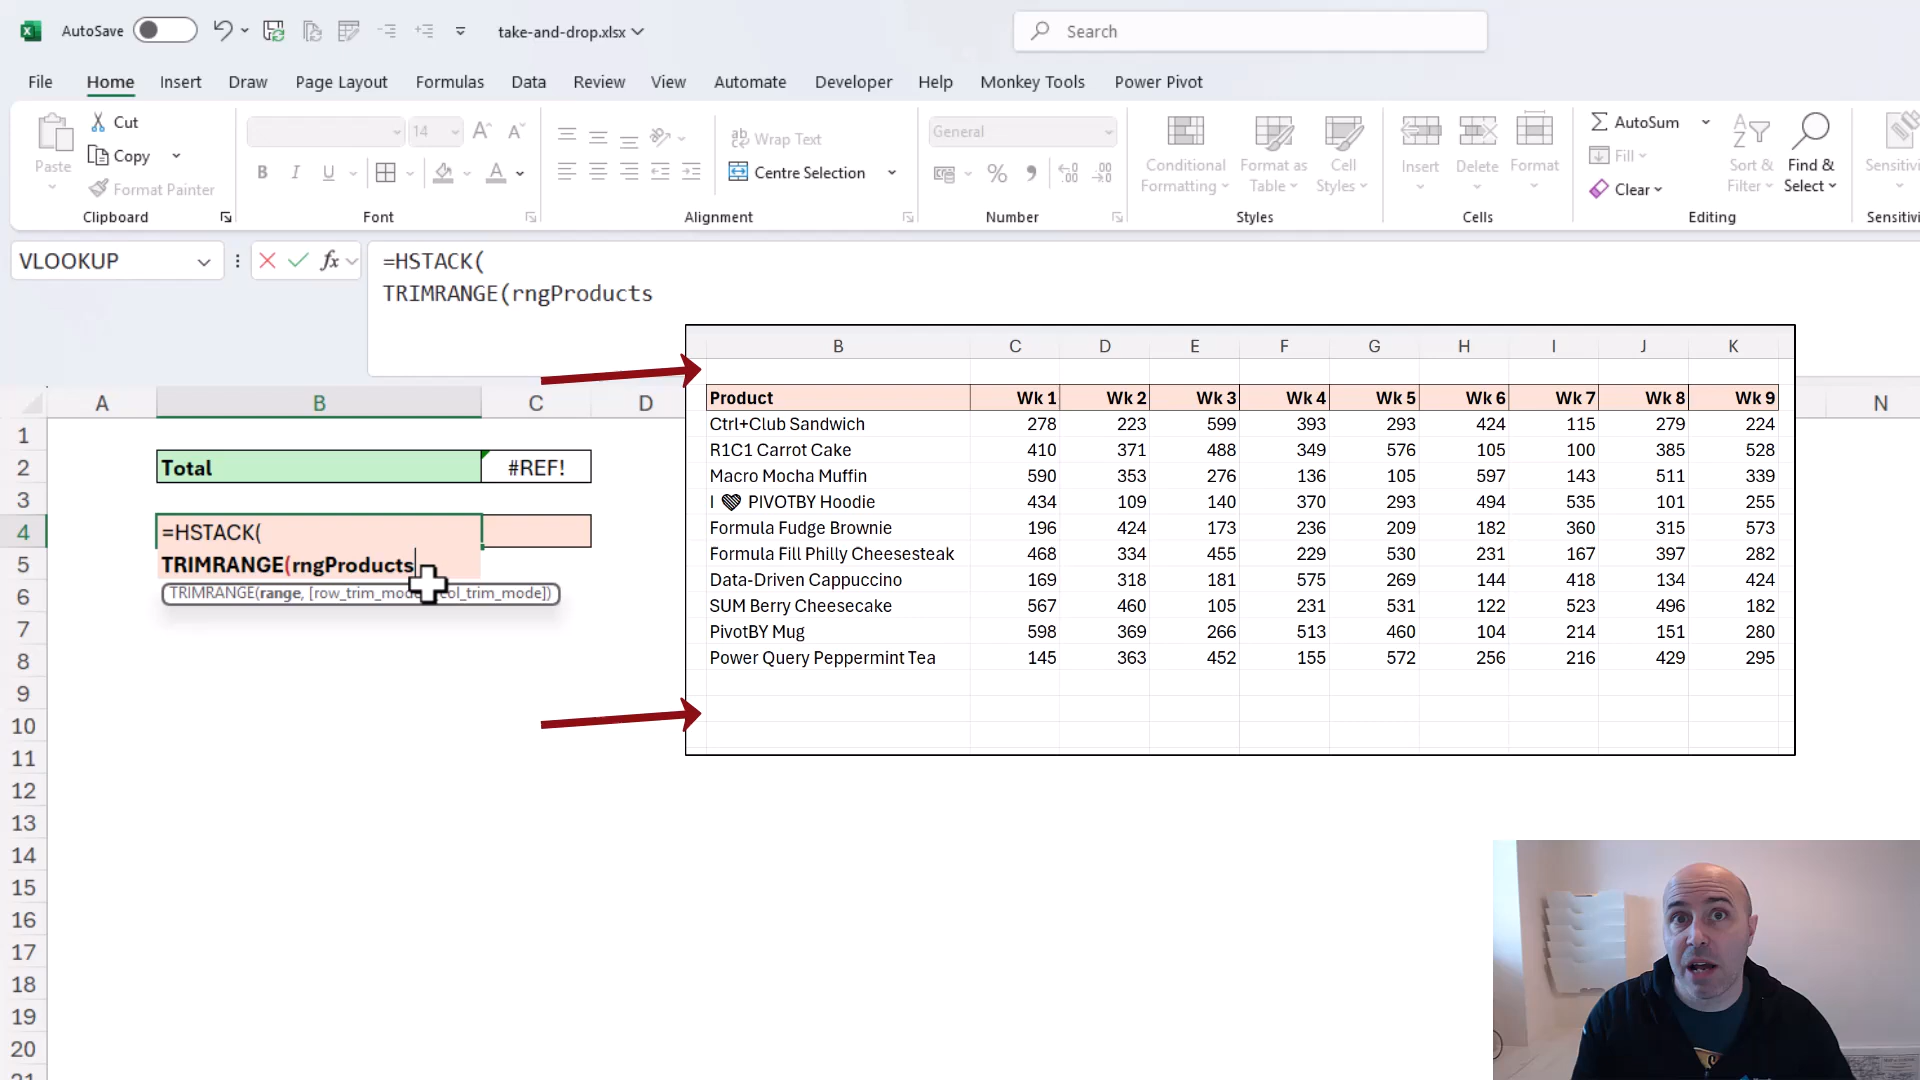 AutoSave
take-and-drop.xlsx
Search
File Home Insert Draw Page Layout Formulas Data Review View Automate Developer Help Monkey Tools Power Pivot
Paste
Cut
Copy
Format Painter
Clipboard
14
A A
B I U A
Font
ab Wrap Text
Centre Selection
Alignment
General
% 9 .00
Number
Conditional Formatting
Format as Table
Cell Styles
Styles
Insert
Delete
Format
Cells
AutoSum
Fill
Clear
Sort & Filter
Find & Select
Editing
Sensitiv
Sensitiv
VLOOKUP
fx
=HSTACK(
TRIMRANGE(rngProducts
A B C D N
1
2 Total #REF!
3
4 =HSTACK(
5 TRIMRANGE(rngProducts
6 TRIMRANGE(range, [row_trim_mode col_trim_mode])
7
8
9
10
11
12
13
14
15
16
17
18
19
20
21
B C D E F G H I J K
Product Wk 1 Wk 2 Wk 3 Wk 4 Wk 5 Wk 6 Wk 7 Wk 8 Wk 9
Ctrl+Club Sandwich 278 223 599 393 293 424 115 279 224
R1C1 Carrot Cake 410 371 488 349 576 105 100 385 528
Macro Mocha Muffin 590 353 276 136 105 597 143 511 339
I PIVOTBY Hoodie 434 109 140 370 293 494 535 101 255
Formula Fudge Brownie 196 424 173 236 209 182 360 315 573
Formula Fill Philly Cheesesteak 468 334 455 229 530 231 167 397 282
Data-Driven Cappuccino 169 318 181 575 269 144 418 134 424
SUM Berry Cheesecake 567 460 105 231 531 122 523 496 182
PivotBY Mug 598 369 266 513 460 104 214 151 280
Power Query Peppermint Tea 145 363 452 155 572 256 216 429 295